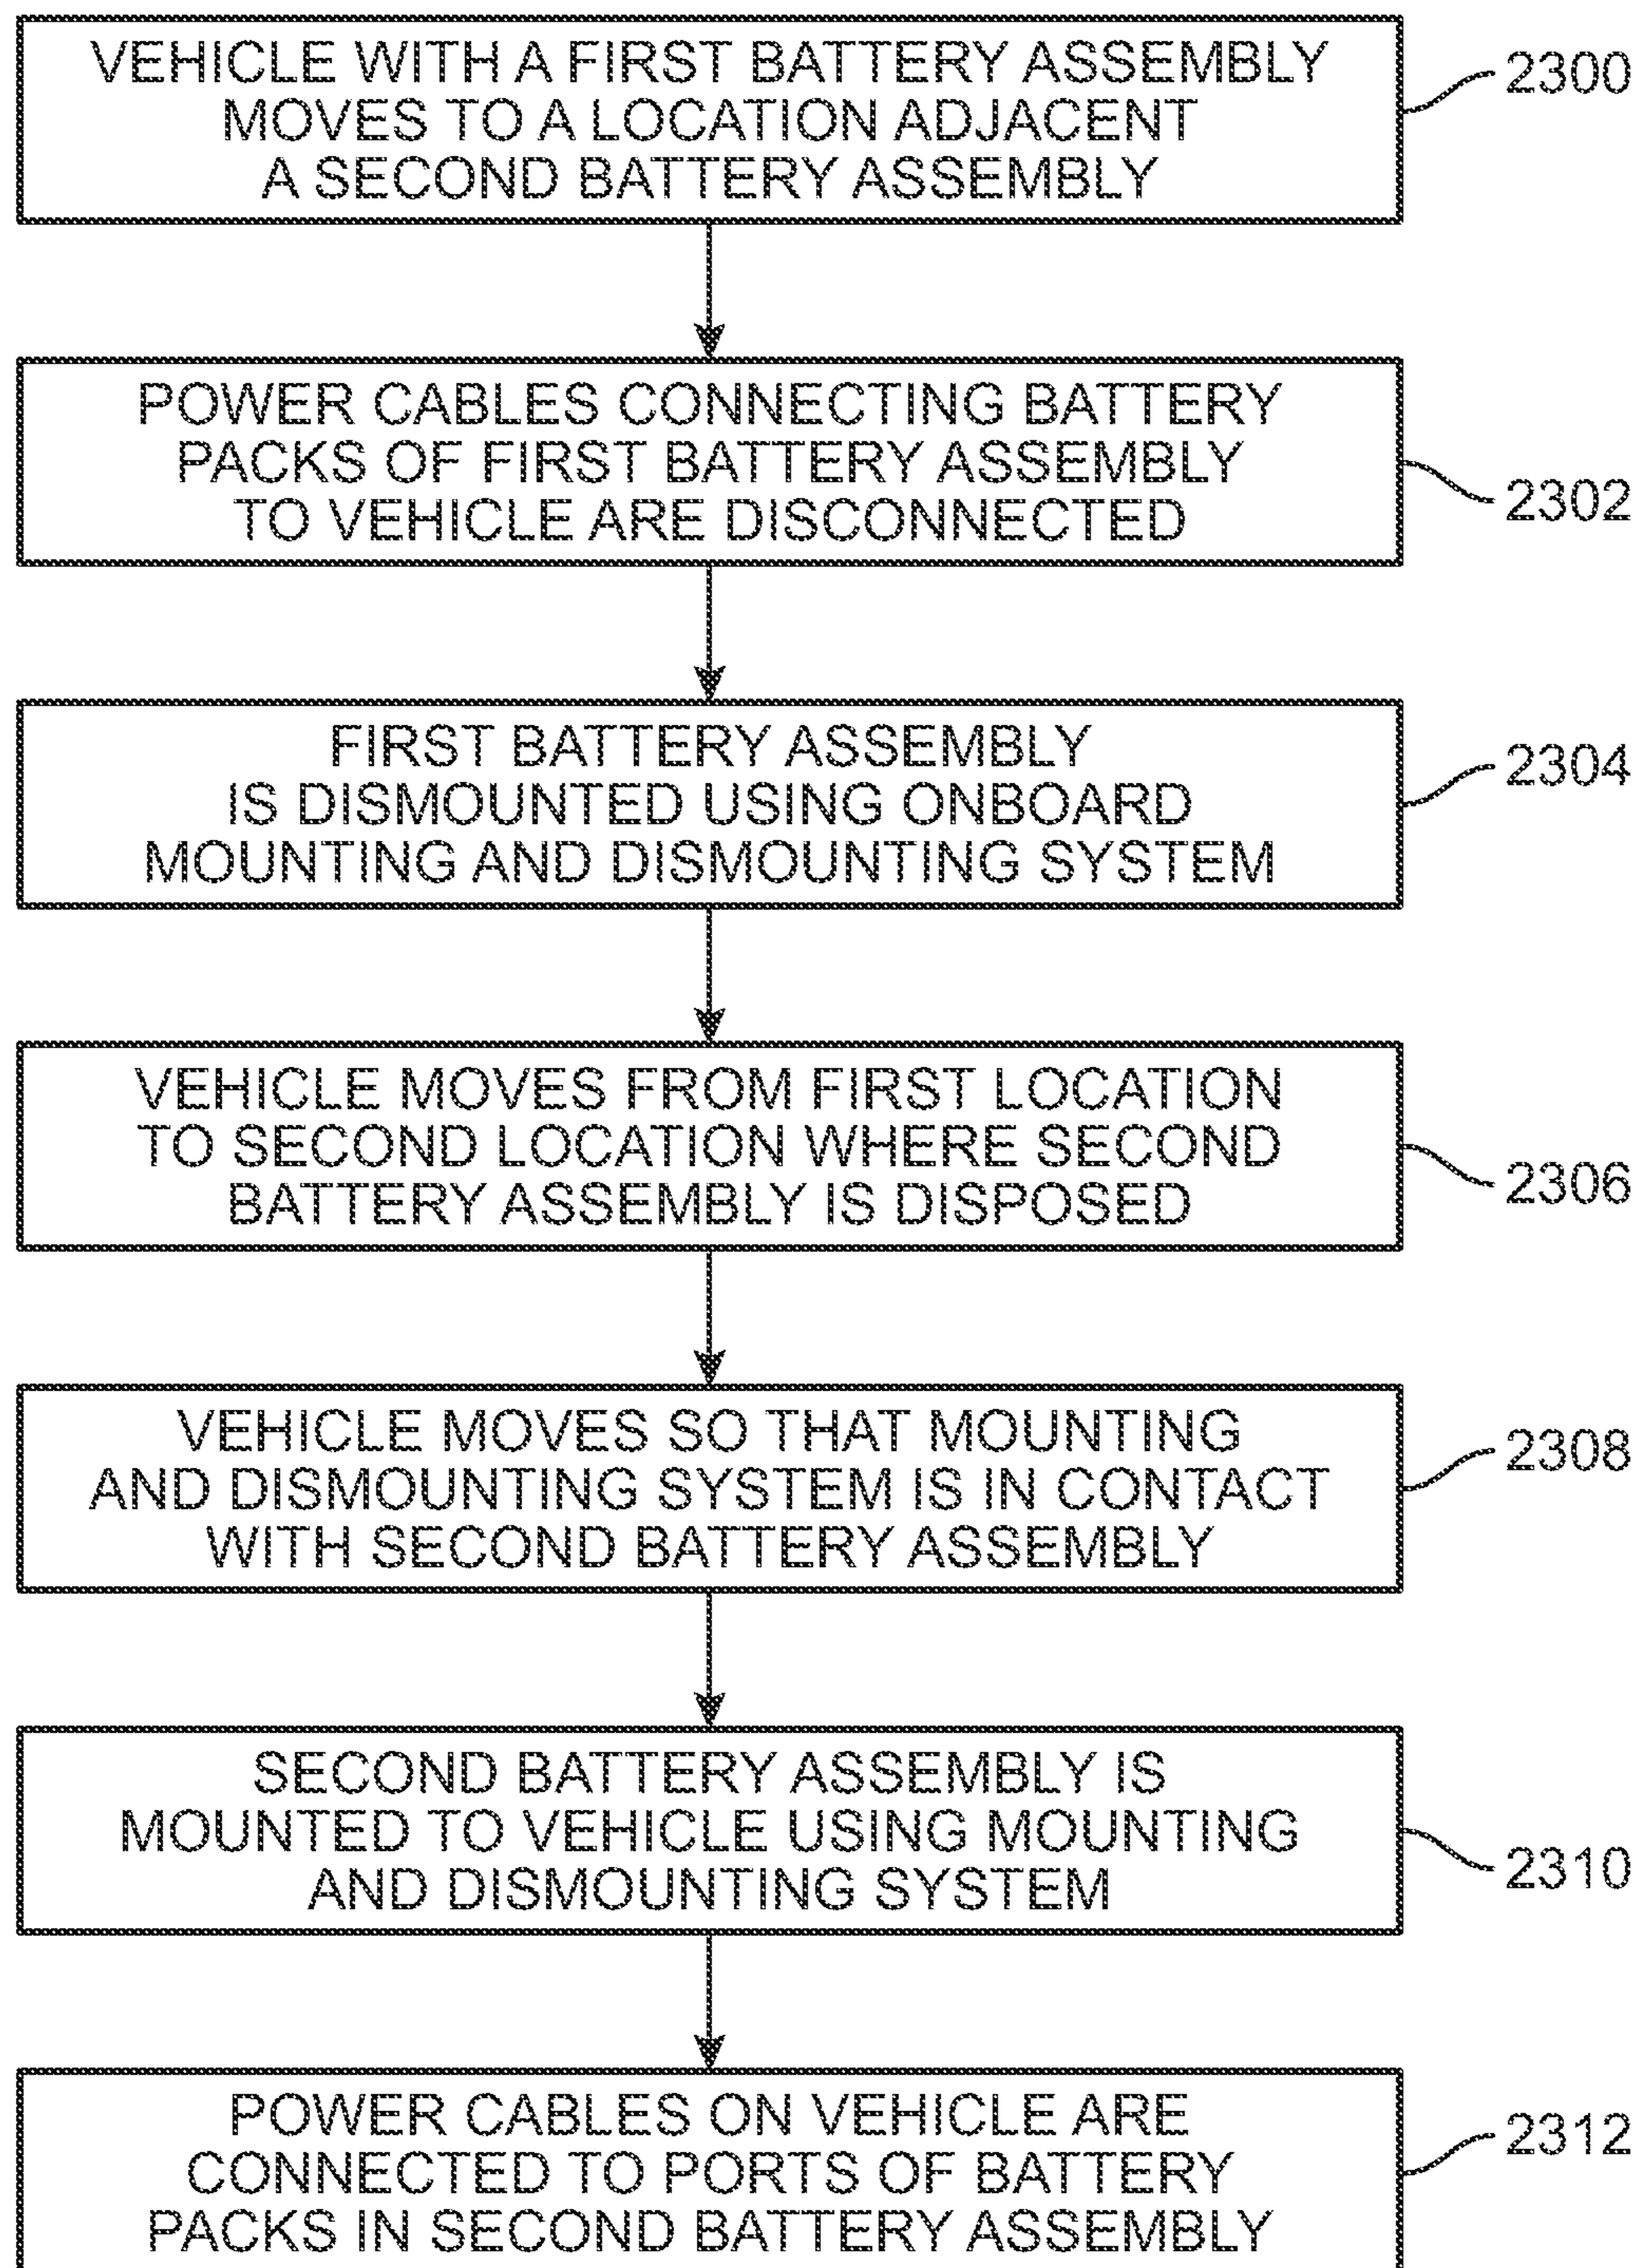 VEHICLE WITH A FIRST BATTERY ASSEMBLY
MOVES TO A LOCATION ADJACENT
A SECOND BATTERY ASSEMBLY
2300
POWER CABLES CONNECTING BATTERY
PACKS OF FIRST BATTERY ASSEMBLY
TO VEHICLE ARE DISCONNECTED
2302
FIRST BATTERY ASSEMBLY
IS DISMOUNTED USING ONBOARD
MOUNTING AND DISMOUNTING SYSTEM
2304
VEHICLE MOVES FROM FIRST LOCATION
TO SECOND LOCATION WHERE SECOND
BATTERY ASSEMBLY IS DISPOSED
2306
VEHICLE MOVES SO THAT MOUNTING
AND DISMOUNTING SYSTEM IS IN CONTACT
WITH SECOND BATTERY ASSEMBLY
2308
SECOND BATTERY ASSEMBLY IS
MOUNTED TO VEHICLE USING MOUNTING
AND DISMOUNTING SYSTEM
2310
POWER CABLES ON VEHICLE ARE
CONNECTED TO PORTS OF BATTERY
PACKS IN SECOND BATTERY ASSEMBLY
2312